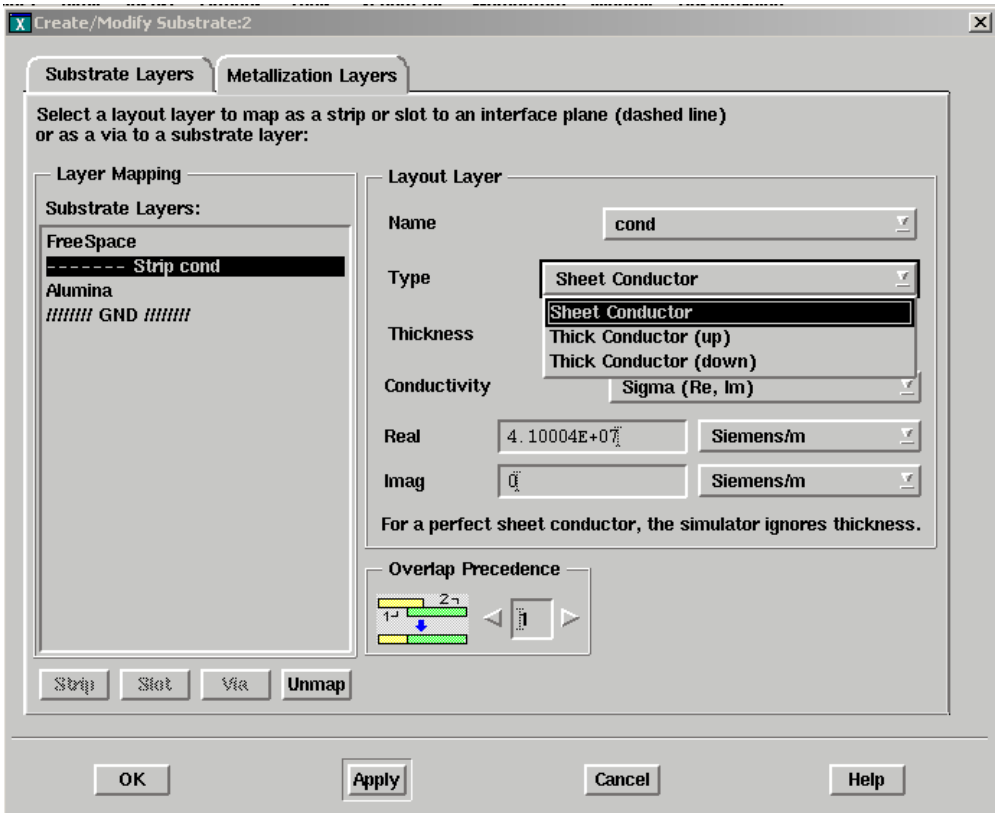 Create/Modify Substrate:2
Substrate Layers
Metallization Layers
Select a layout layer to map as a strip or slot to an interface plane (dashed line)
or as a via to a substrate layer:
Layer Mapping
Substrate Layers:
FreeSpace
------- Strip cond
Alumina
//////// GND ////////
Layout Layer
Name cond
Type Sheet Conductor
Sheet Conductor
Thick Conductor (up)
Thick Conductor (down)
Thickness
Conductivity Sigma (Re, Im)
Real 4.10004E+07 Siemens/m
Imag 0 Siemens/m
For a perfect sheet conductor, the simulator ignores thickness.
Overlap Precedence
2
1
1
Strip Slot Via Unmap
OK Apply Cancel Help